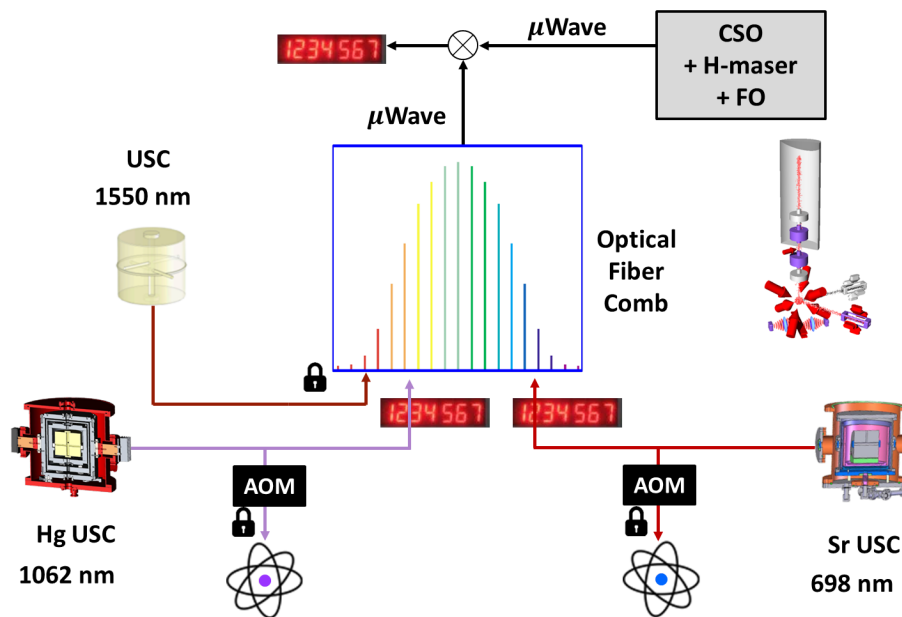 1234567
μWave
CSO
+ H-maser
+ FO
μWave
USC
1550 nm
Optical
Fiber
Comb
1234567
1234567
AOM
AOM
Hg USC
1062 nm
Sr USC
698 nm